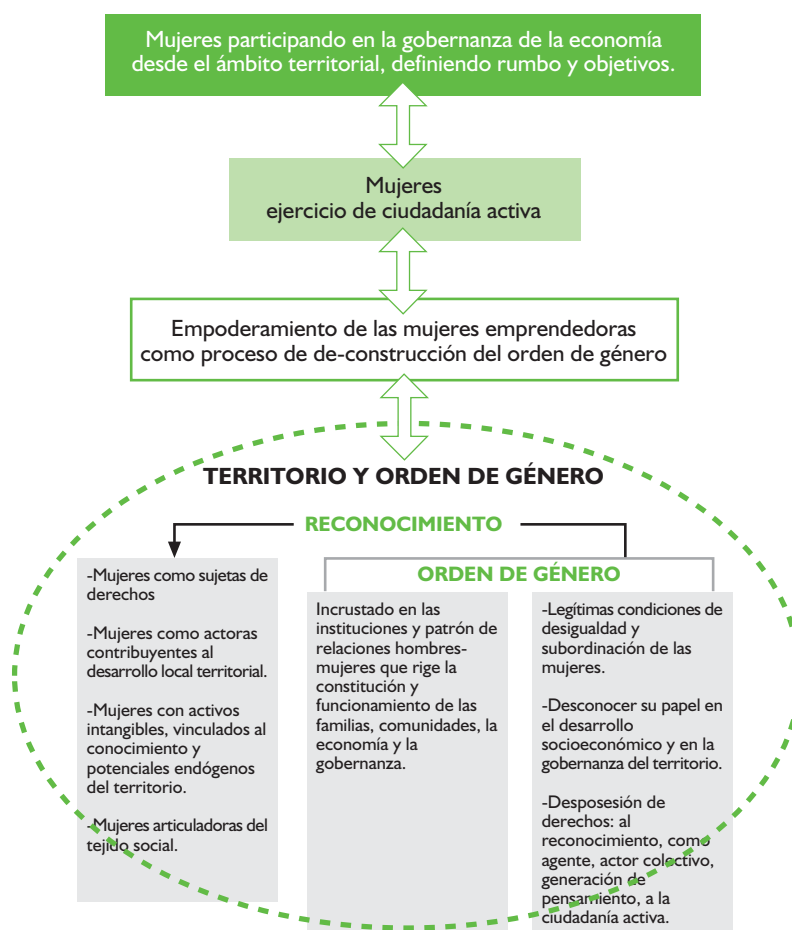 Mujeres participando en la gobernanza de la economía
desde el ámbito territorial, definiendo rumbo y objetivos.
Mujeres
ejercicio de ciudadanía activa
Empoderamiento de las mujeres emprendedoras
como proceso de de-construcción del orden de género
TERRITORIO Y ORDEN DE GÉNERO
RECONOCIMIENTO
-Mujeres como sujetas de
derechos
-Mujeres como actoras
contribuyentes al
desarrollo local territorial.
-Mujeres con activos
intangibles, vinculados al
conocimiento y
potenciales endógenos
del territorio.
-Mujeres articuladoras del
tejido social.
ORDEN DE GÉNERO
Incrustado en las
instituciones y patrón de
relaciones hombres-
mujeres que rige la
constitución y
funcionamiento de las
familias, comunidades, la
economía y la
gobernanza.
-Legítimas condiciones de
desigualdad y
subordinación de las
mujeres.
-Desconocer su papel en
el desarrollo
socioeconómico y en la
gobernanza del territorio.
-Desposesión de
derechos: al
reconocimiento, como
agente, actor colectivo,
generación de
pensamiento, a la
ciudadanía activa.